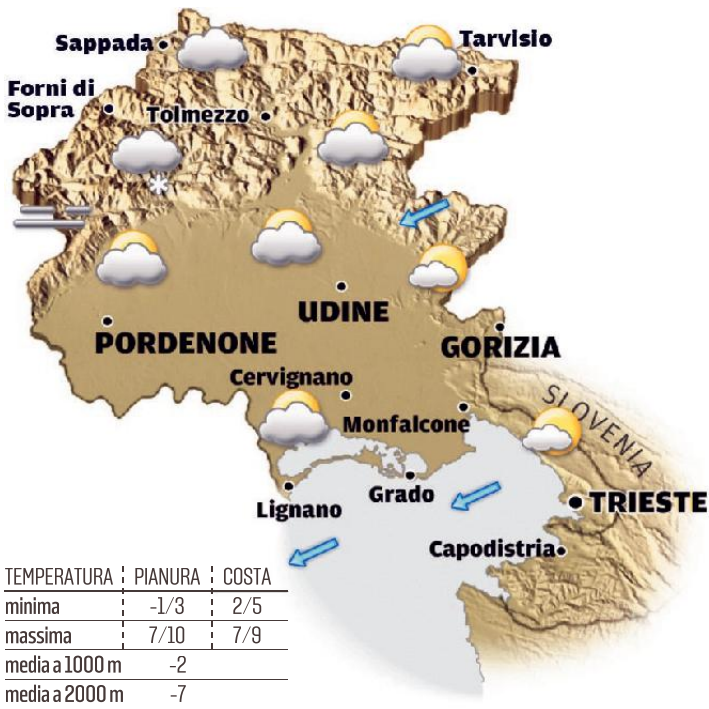 Sappada
Tarvisio
Forni di
Sopra
Tolmezzo
UDINE
PORDENONE
GORIZIA
Cervignano
SLOVENIA
Monfalcone
Grado
Lignano
TRIESTE
Capodistria
TEMPERATURA PIANURA COSTA
minima -1/3 2/5
massima 7/10 7/9
media a 1000 m -2
media a 2000 m -7